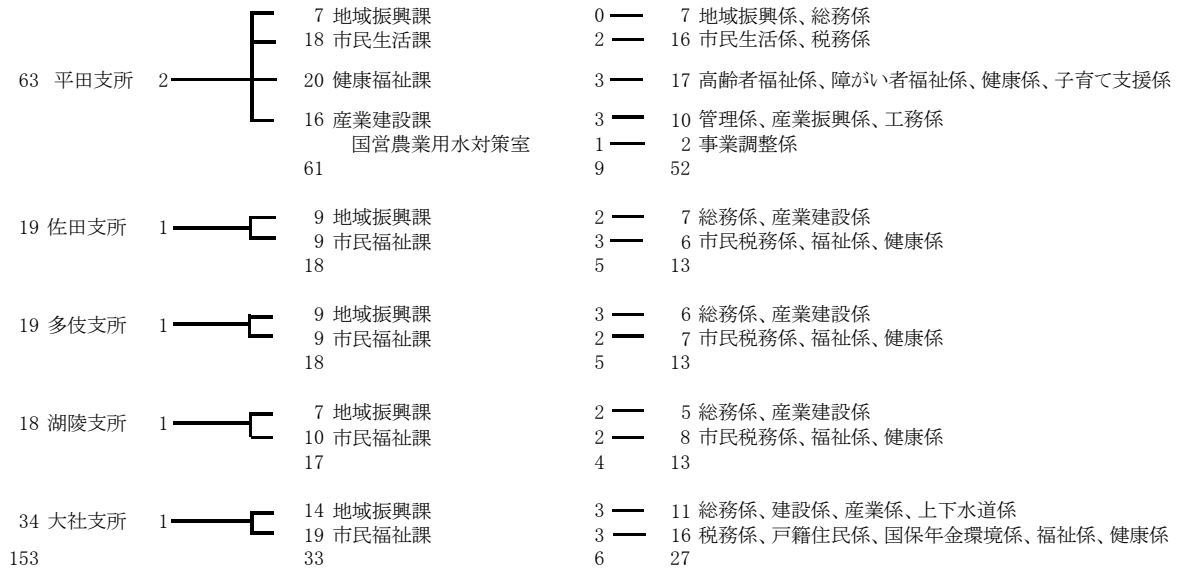 7 地域振興課 0 7 地域振興係、総務係
18 市民生活課 2 16 市民生活係、税務係
63 平田支所 2 20 健康福祉課 3 17 高齢者福祉係、障がい者福祉係、健康係、子育て支援係
16 産業建設課 3 10 管理係、産業振興係、工務係
国営農業用水対策室 1 2 事業調整係
61 9 52
9 地域振興課 2 7 総務係、産業建設係
19 佐田支所 1
9 市民福祉課 3 6 市民税務係、福祉係、健康係
18 5 13
9 地域振興課 3 6 総務係、産業建設係
19 多伎支所 1
9 市民福祉課 2 7 市民税務係、福祉係、健康係
18 5 13
7 地域振興課 2 5 総務係、産業建設係
18 湖陵支所 1
10 市民福祉課 2 8 市民税務係、福祉係、健康係
17 4 13
14 地域振興課 3 11 総務係、建設係、産業係、上下水道係
34 大社支所 1
19 市民福祉課 3 16 税務係、戸籍住民係、国保年金環境係、福祉係、健康係
153 33 6 27